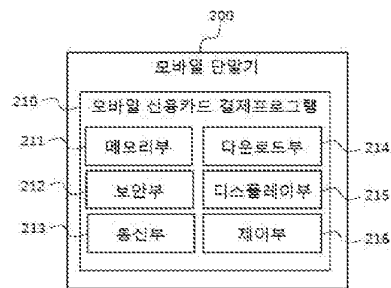 200
모바일 단말기
210
모바일 신용카드 결제프로그램
211 메모리부 다운로드부 214
212 보안부 디스플레이부 215
213 통신부 제어부 216